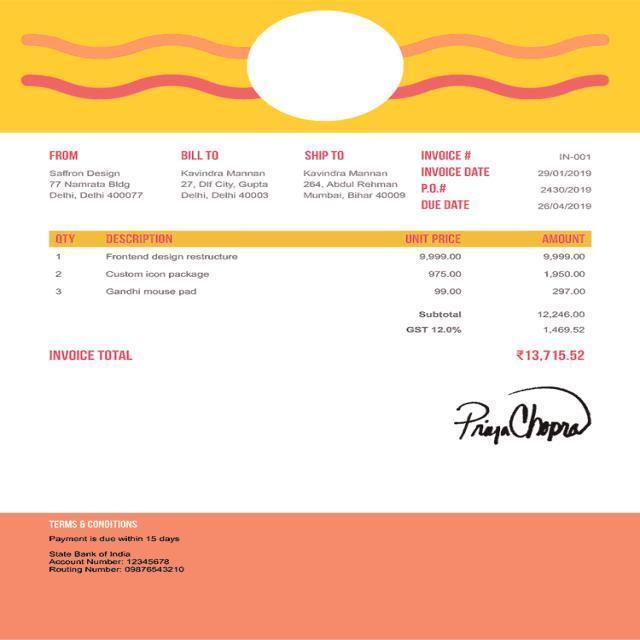 FROM
Saffron Design
77 Namrata Bldg
Delhi, Delhi 400077
BILL TO
Kavindra Mannan
27, Dlf City, Gupta
Delhi, Delhi 40003
SHIP TO
Kavindra Mannan
264, Abdul Rehman
Mumbai, Bihar 40009
INVOICE # IN-001
INVOICE DATE 29/01/2019
P.O.# 2430/2019
DUE DATE 26/04/2019
QTY DESCRIPTION UNIT PRICE AMOUNT
1 Frontend design restructure 9,999.00 9,999.00
2 Custom icon package 975.00 1,950.00
3 Gandhi mouse pad 99.00 297.00
Subtotal 12,246.00
GST 12.0% 1,469.52
INVOICE TOTAL ₹13,715.52
Priya Chopra
TERMS & CONDITIONS
Payment is due within 15 days
State Bank of India
Account Number: 12345678
Routing Number: 09876543210